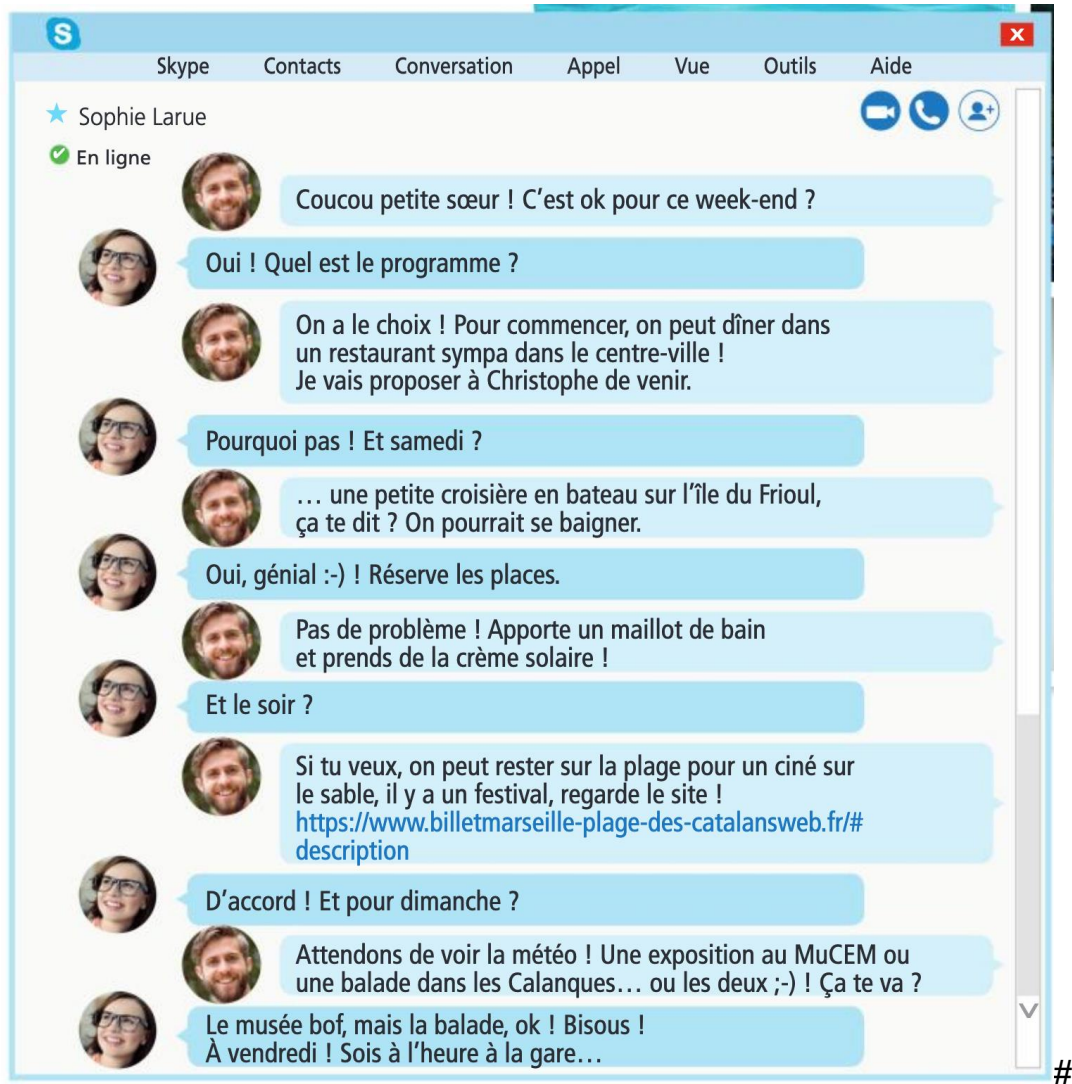 S
Skype Contacts Conversation Appel Vue Outils Aide
Sophie Larue
En ligne
Coucou petite sœur ! C’est ok pour ce week-end ?
Oui ! Quel est le programme ?
On a le choix ! Pour commencer, on peut dîner dans
un restaurant sympa dans le centre-ville !
Je vais proposer à Christophe de venir.
Pourquoi pas ! Et samedi ?
… une petite croisière en bateau sur l’île du Frioul,
ça te dit ? On pourrait se baigner.
Oui, génial :-) ! Réserve les places.
Pas de problème ! Apporte un maillot de bain
et prends de la crème solaire !
Et le soir ?
Si tu veux, on peut rester sur la plage pour un ciné sur
le sable, il y a un festival, regarde le site !
https://www.billetmarseille-plage-des-catalansweb.fr/#
description
D’accord ! Et pour dimanche ?
Attendons de voir la météo ! Une exposition au MuCEM ou
une balade dans les Calanques… ou les deux ;-) ! Ça te va ?
Le musée bof, mais la balade, ok ! Bisous !
À vendredi ! Sois à l’heure à la gare…
#